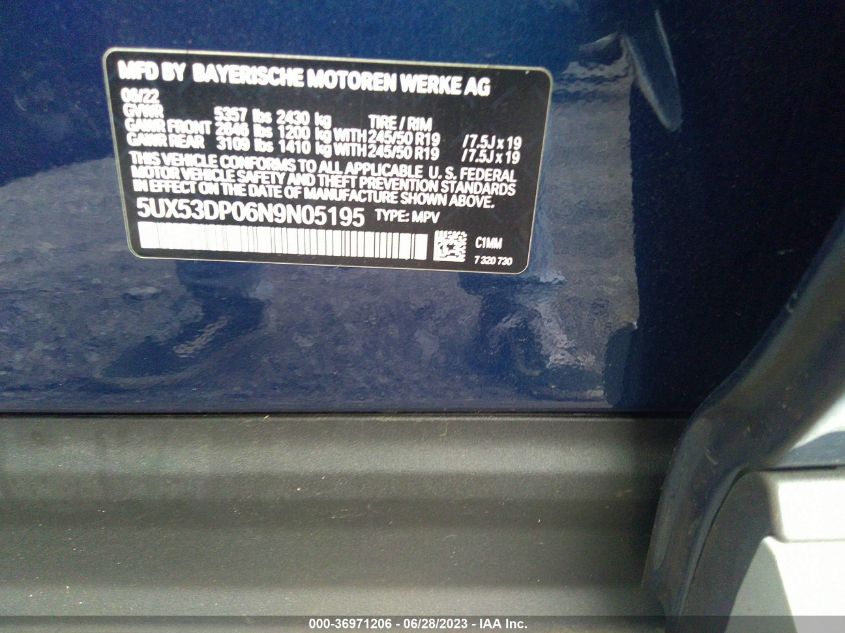 MFD BY BAYERISCHE MOTOREN WERKE AG
06/22
GVWR 5357 lbs 2430 kg TIRE / RIM
GAWR FRONT 2646 lbs 1200 kg WITH 245/50 R19 / 7.5J x 19
GAWR REAR 3109 lbs 1410 kg WITH 245/50 R19 / 7.5J x 19
THIS VEHICLE CONFORMS TO ALL APPLICABLE U. S. FEDERAL
MOTOR VEHICLE SAFETY AND THEFT PREVENTION STANDARDS
IN EFFECT ON THE DATE OF MANUFACTURE SHOWN ABOVE.
5UX53DP06N9N05195 TYPE: MPV
C1MM
7 320 730
000-36971206 - 06/28/2023 - IAA Inc.